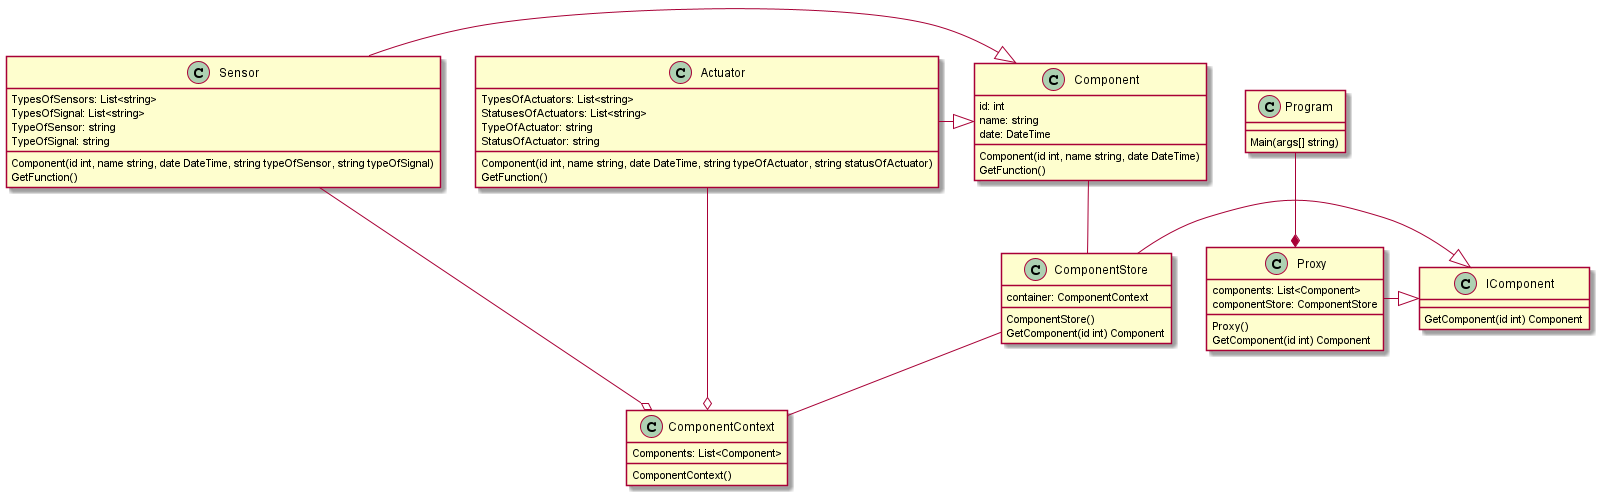 C Sensor
TypesOfSensors: List<string>
TypesOfSignal: List<string>
TypeOfSensor: string
TypeOfSignal: string
Component(id int, name string, date DateTime, string typeOfSensor, string typeOfSignal)
GetFunction()
C Actuator
TypesOfActuators: List<string>
StatusesOfActuators: List<string>
TypeOfActuator: string
StatusOfActuator: string
Component(id int, name string, date DateTime, string typeOfActuator, string statusOfActuator)
GetFunction()
C Component
id: int
name: string
date: DateTime
Component(id int, name string, date DateTime)
GetFunction()
C Program
Main(args[] string)
C ComponentStore
container: ComponentContext
ComponentStore()
GetComponent(id int) Component
C Proxy
components: List<Component>
componentStore: ComponentStore
Proxy()
GetComponent(id int) Component
C IComponent
GetComponent(id int) Component
C ComponentContext
Components: List<Component>
ComponentContext()